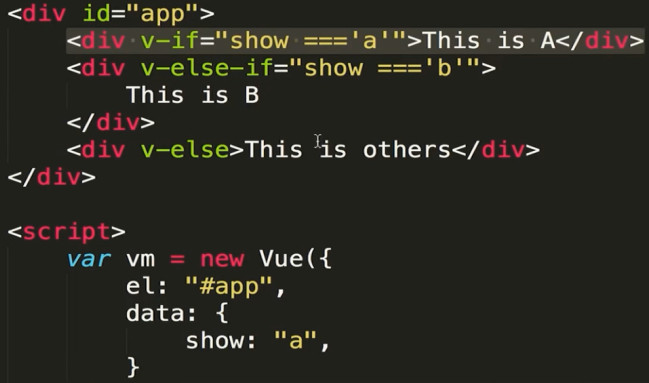 <div id="app">
<div v-if="show ==='a'">This is A</div>
<div v-else-if="show ==='b'">
This is B
</div>
<div v-else>This is others</div>
</div>
<script>
var vm = new Vue({
el: "#app",
data: {
show: "a",
}